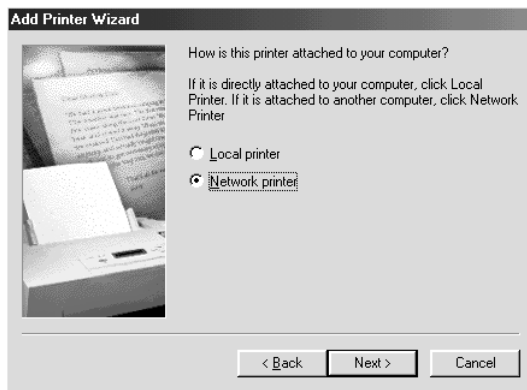 Add Printer Wizard
How is this printer attached to your computer?
If it is directly attached to your computer, click Local
Printer. If it is attached to another computer, click Network
Printer
Local printer
Network printer
< Back
Next >
Cancel